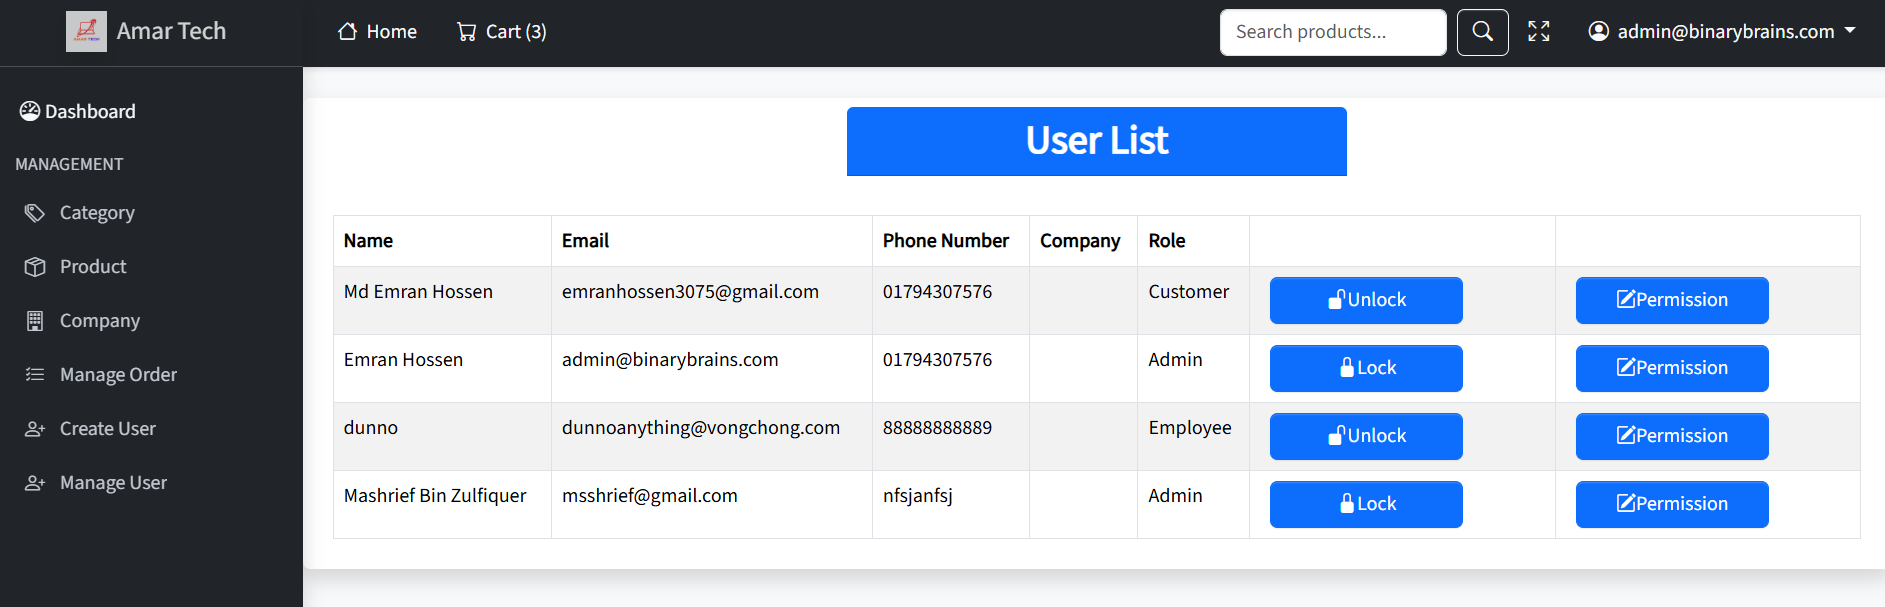 AMAR TECH
Amar Tech
Home
Cart (3)
Search products...
admin@binarybrains.com
Dashboard
MANAGEMENT
Category
Product
Company
Manage Order
Create User
Manage User
User List
Name Email Phone Number Company Role
Md Emran Hossen emranhossen3075@gmail.com 01794307576 Customer Unlock Permission
Emran Hossen admin@binarybrains.com 01794307576 Admin Lock Permission
dunno dunnoanything@vongchong.com 88888888889 Employee Unlock Permission
Mashrief Bin Zulfiquer msshrief@gmail.com nfsjanfsj Admin Lock Permission